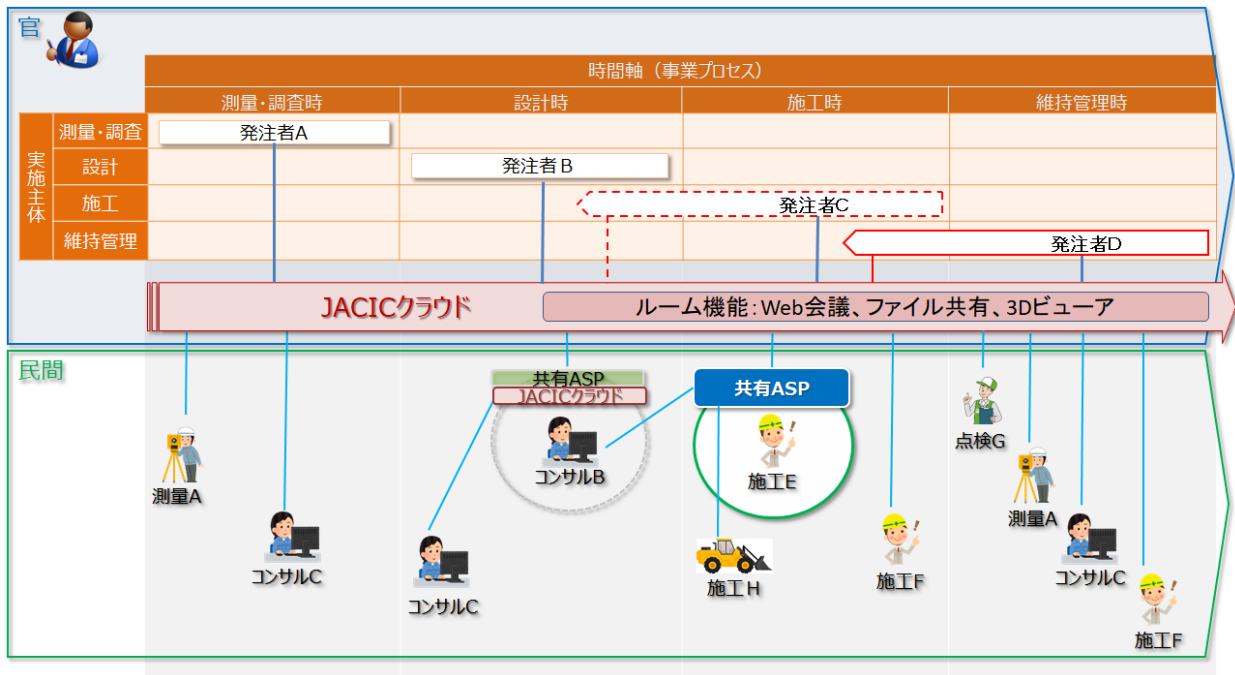 官
時間軸（事業プロセス）
測量・調査時
設計時
施工時
維持管理時
実施主体
測量・調査
発注者A
設計
発注者B
施工
発注者C
維持管理
発注者D
JACICクラウド
ルーム機能：Web会議、ファイル共有、3Dビューア
民間
共有ASP
JACICクラウド
共有ASP
コンサルB
施工E
点検G
測量A
測量A
コンサルC
コンサルC
施工H
施工F
コンサルC
施工F